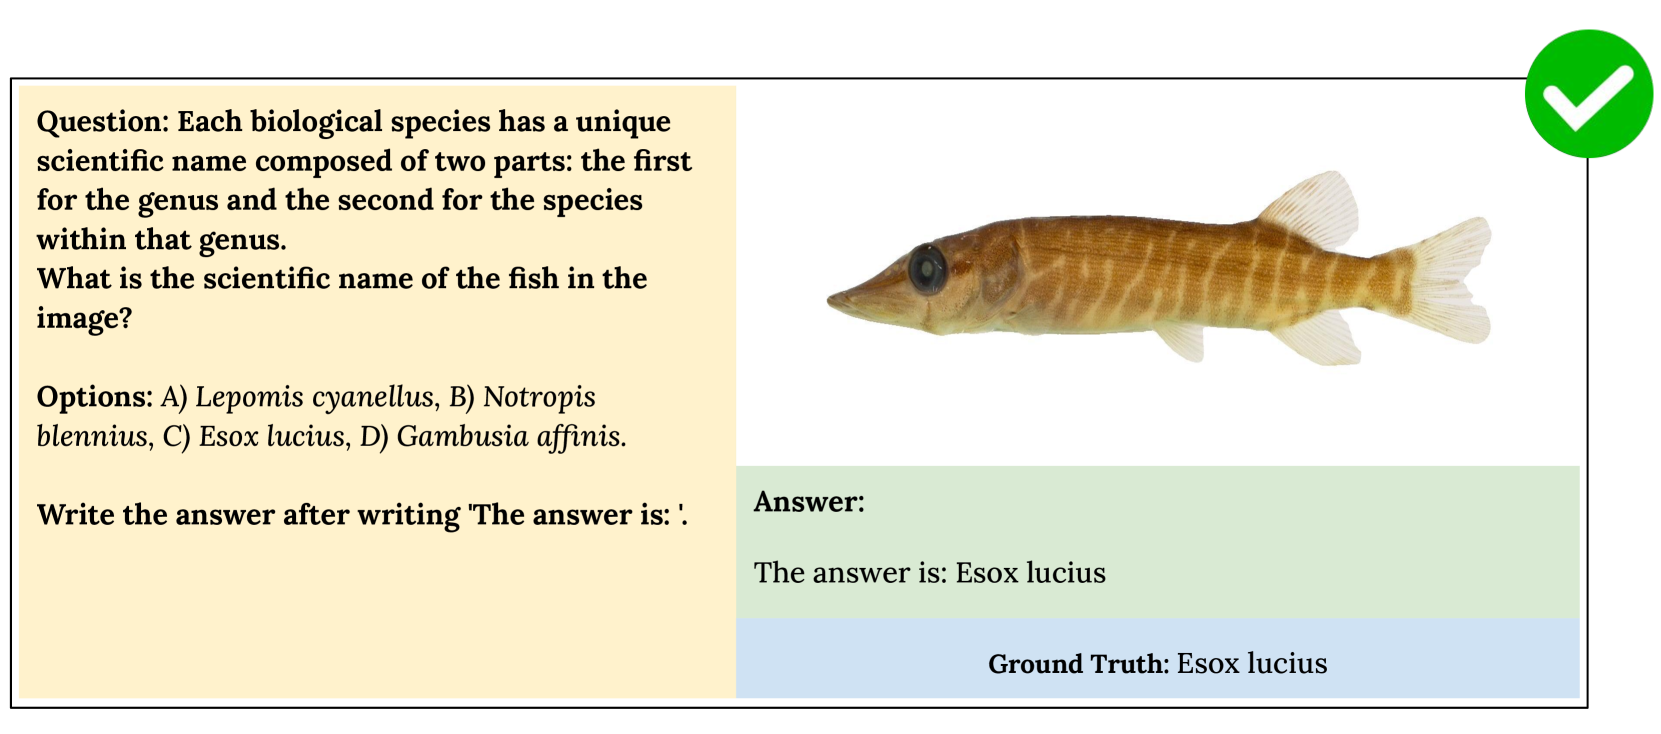 Question: Each biological species has a unique
scientific name composed of two parts: the first
for the genus and the second for the species
within that genus.
What is the scientific name of the fish in the
image?
Options: A) Lepomis cyanellus, B) Notropis
blennius, C) Esox lucius, D) Gambusia affinis.
Write the answer after writing 'The answer is: '.
Answer:
The answer is: Esox lucius
Ground Truth: Esox lucius